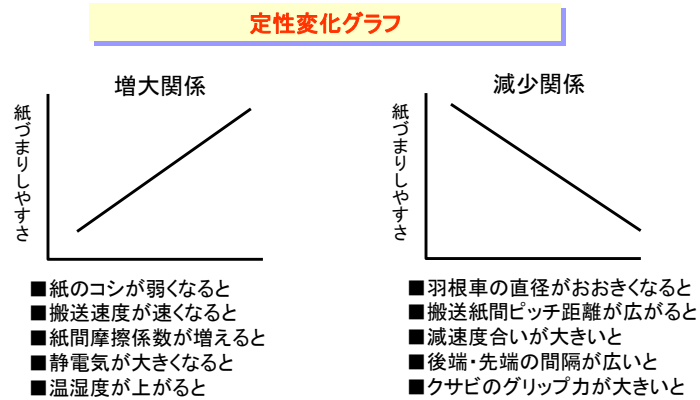 定性変化グラフ
増大関係
紙づまりしやすさ
■紙のコシが弱くなると
■搬送速度が速くなると
■紙間摩擦係数が増えると
■静電気が大きくなると
■温湿度が上がると
減少関係
紙づまりしやすさ
■羽根車の直径がおおきくなると
■搬送紙間ピッチ距離が広がると
■減速度合いが大きいと
■後端・先端の間隔が広いと
■クサビのグリップ力が大きいと